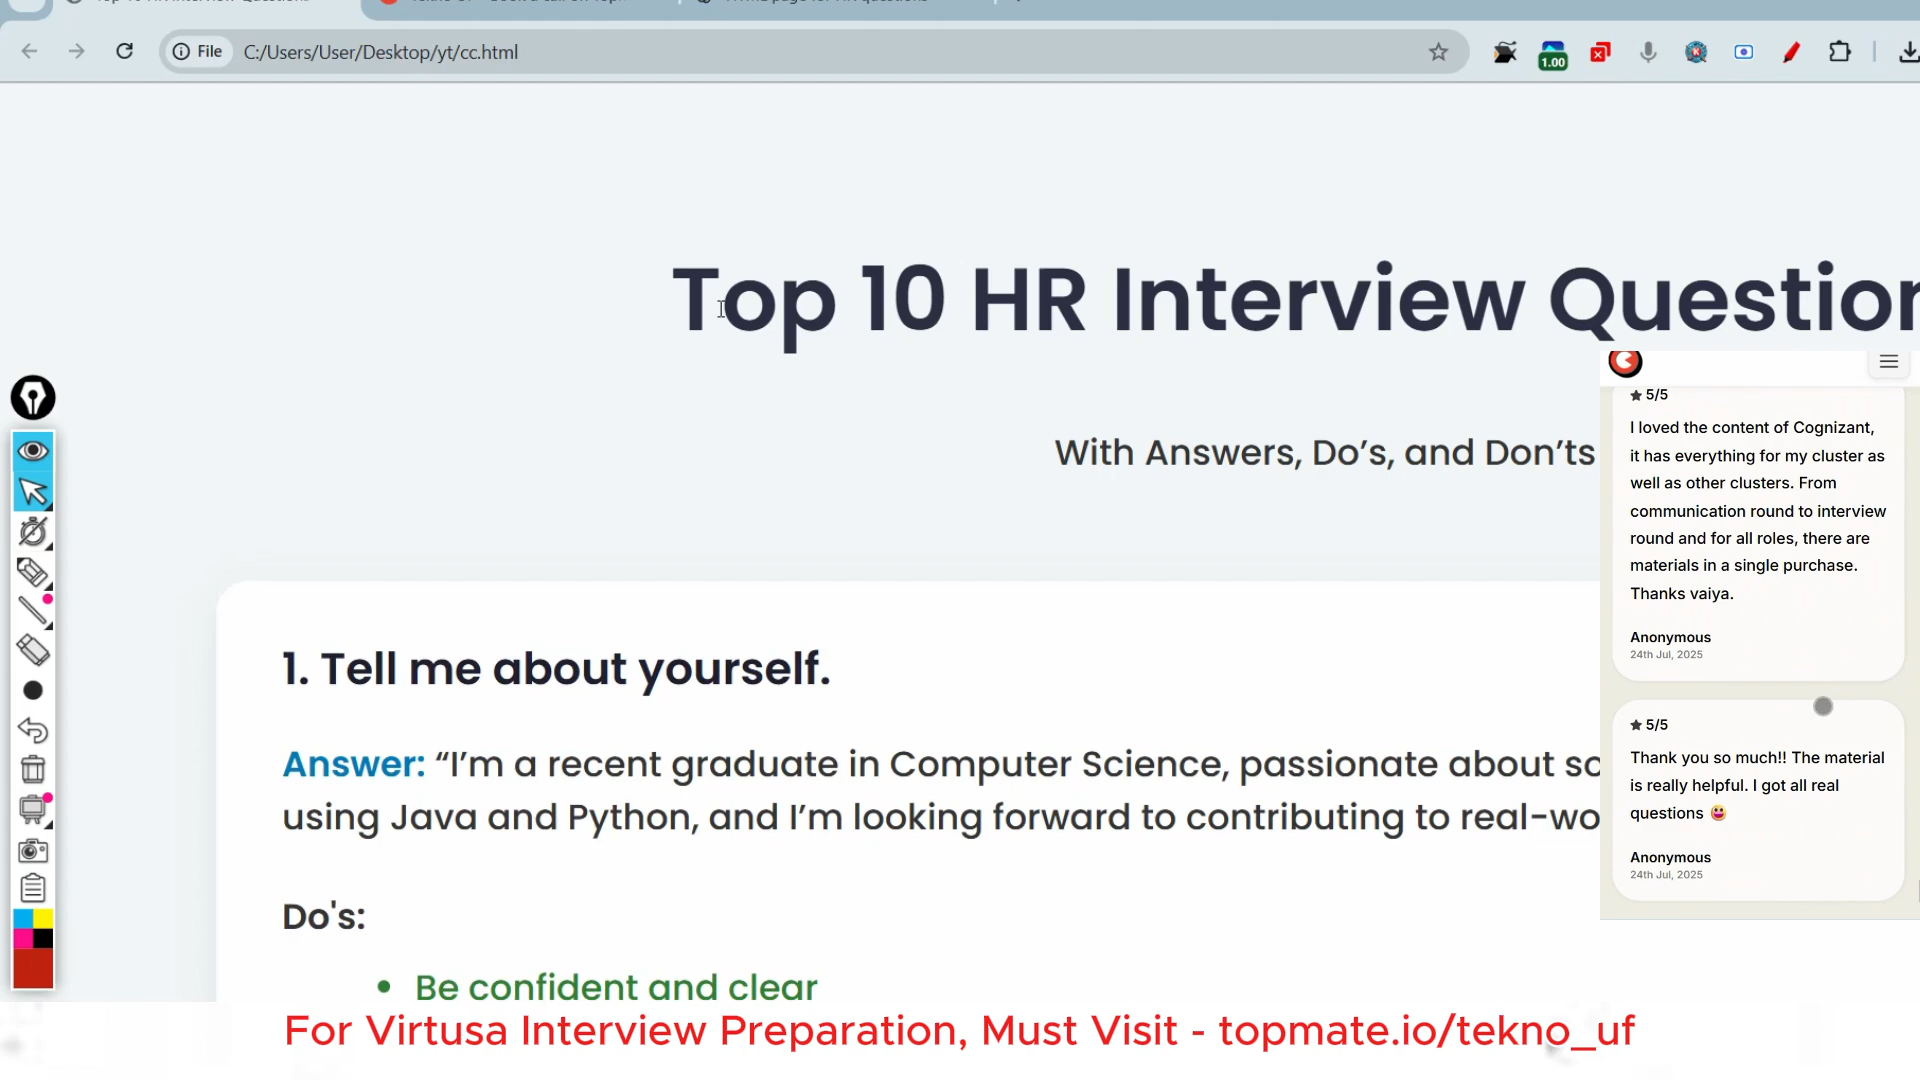 File
C:/Users/User/Desktop/yt/cc.html
1.00
Top 10 HR Interview Question
With Answers, Do’s, and Don’ts
1. Tell me about yourself.
Answer: “I’m a recent graduate in Computer Science, passionate about so
using Java and Python, and I’m looking forward to contributing to real-wo
Do's:
• Be confident and clear
5/5
I loved the content of Cognizant,
it has everything for my cluster as
well as other clusters. From
communication round to interview
round and for all roles, there are
materials in a single purchase.
Thanks vaiya.
Anonymous
24th Jul, 2025
5/5
Thank you so much!! The material
is really helpful. I got all real
questions 😀
Anonymous
24th Jul, 2025
For Virtusa Interview Preparation, Must Visit - topmate.io/tekno_uf